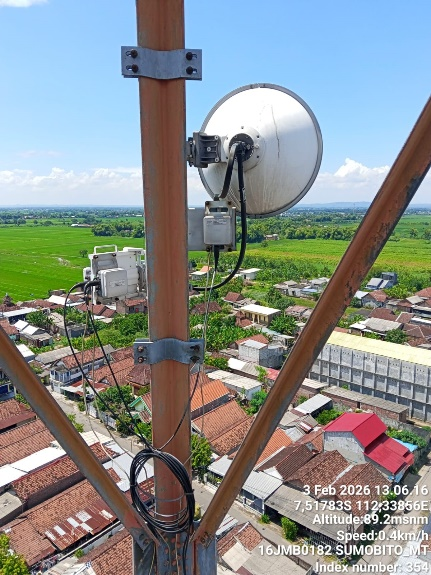 3 Feb 2026 13.06.16
7,51783S 112,33856E
Altitude:89.2msnm
Speed:0.4km/h
16JMB0182 SUMOBITO_MT
Index number: 354